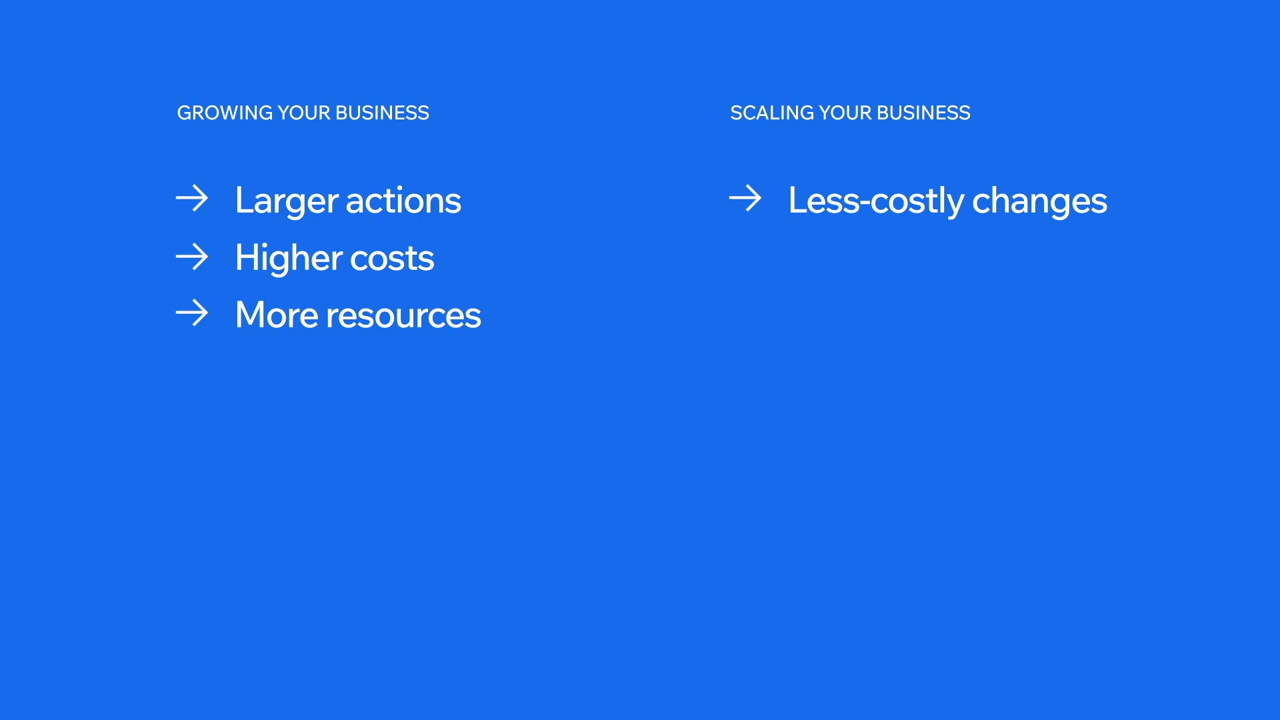 GROWING YOUR BUSINESS
→ Larger actions
→ Higher costs
→ More resources
SCALING YOUR BUSINESS
→ Less-costly changes